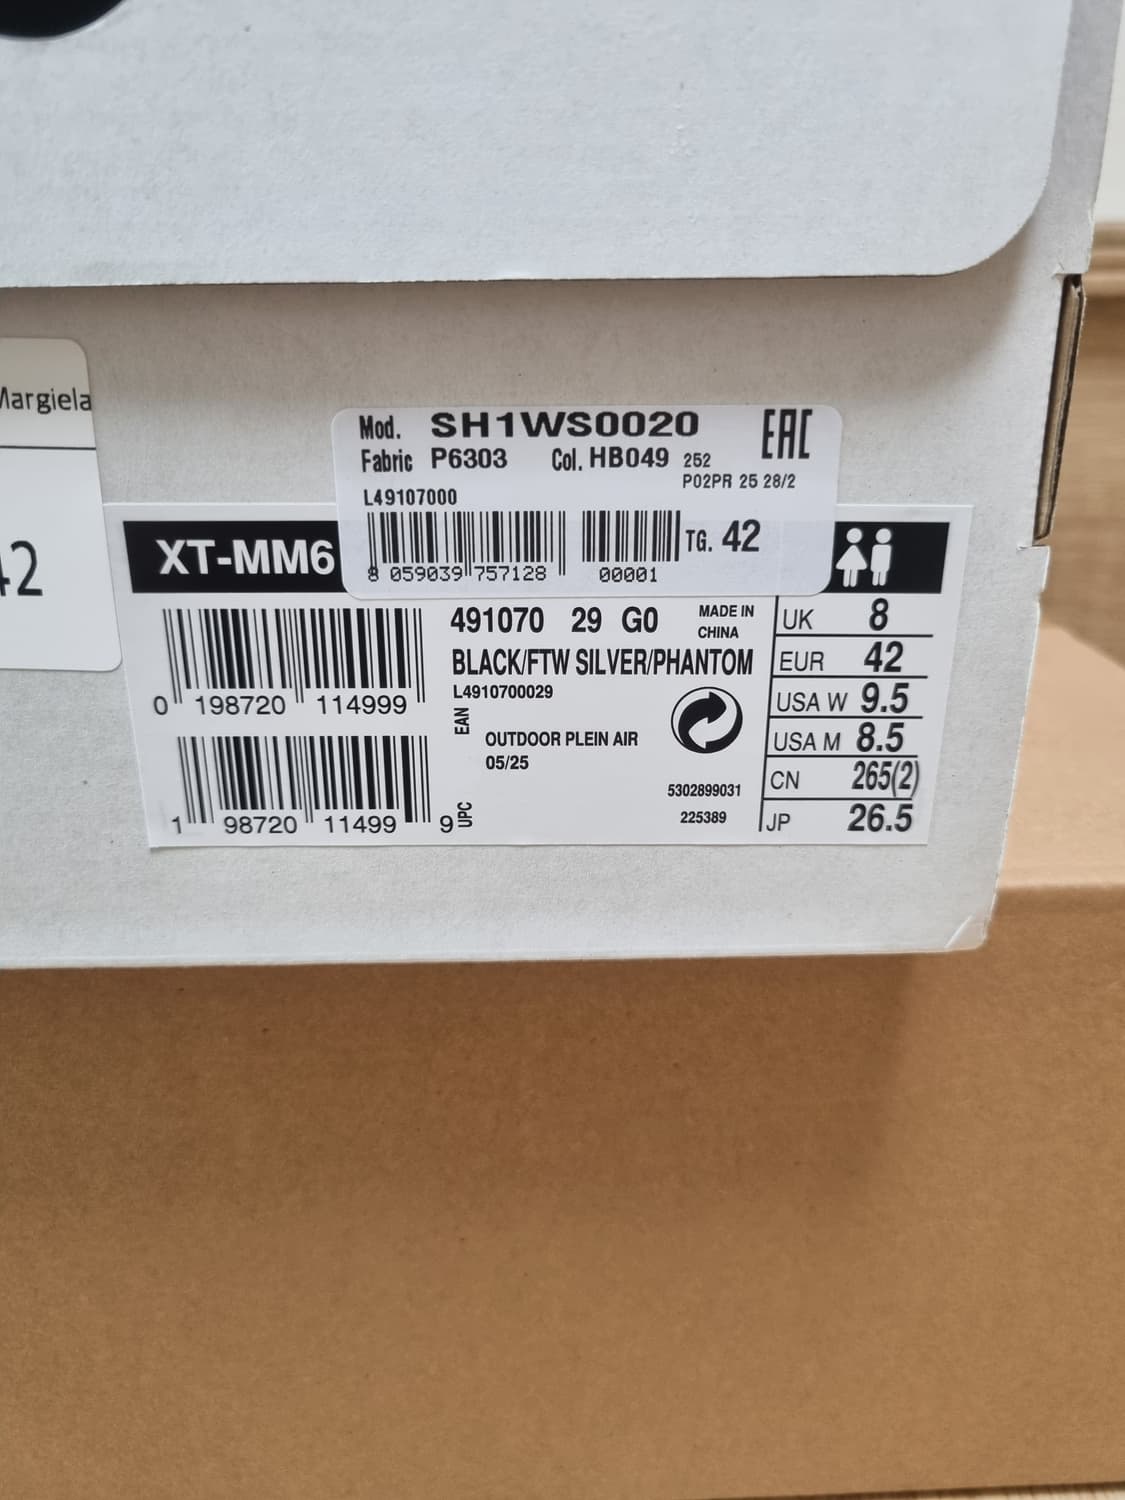 Margiela
42
Mod. SH1WS0020 EAC
Fabric P6303 Col. HB049 252
P02PR 25 28/2
L49107000
TG. 42
8 059039 757128 00001
XT-MM6
491070 29 G0 MADE IN CHINA
BLACK/FTW SILVER/PHANTOM
L4910700029
EAN
0 198720 114999
OUTDOOR PLEIN AIR
05/25
5302899031
225389
1 98720 11499 9 UPC
UK 8
EUR 42
USA W 9.5
USA M 8.5
CN 265(2)
JP 26.5